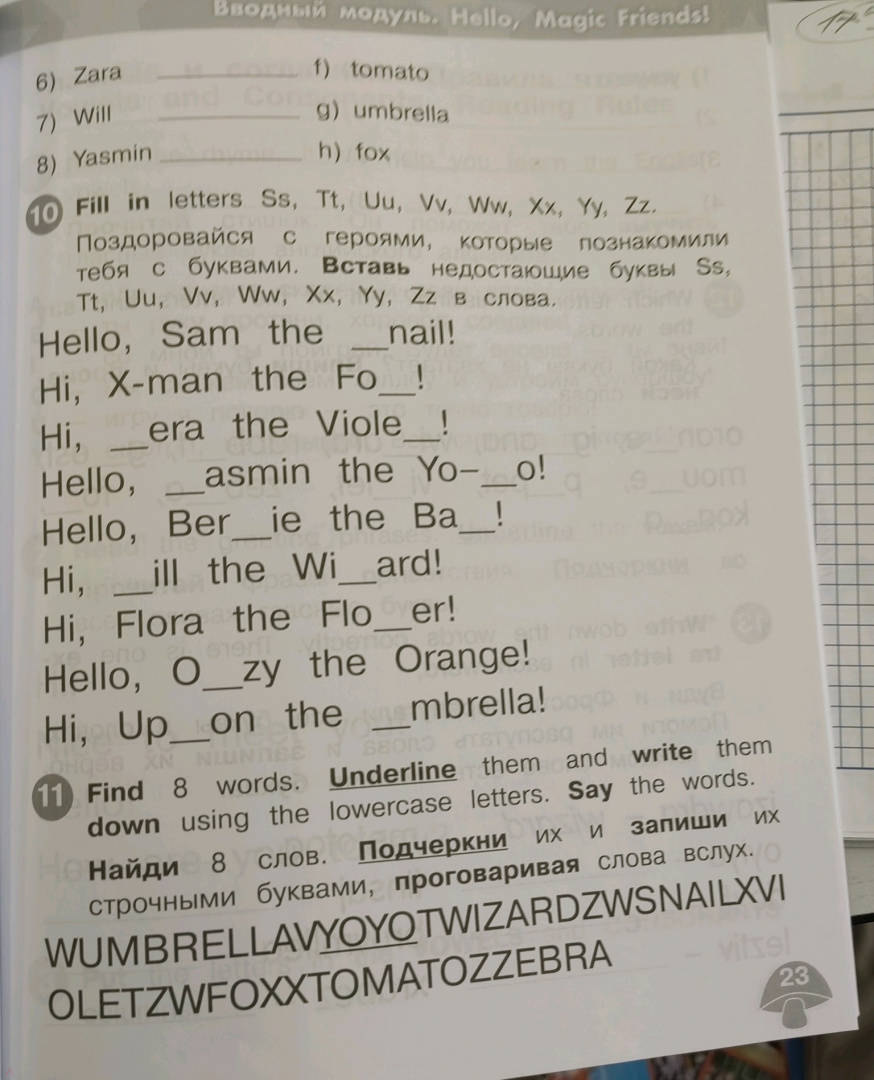 Вводный модуль. Hello, Magic Friends!
17
6) Zara ________ f) tomato
7) Will ________ g) umbrella
8) Yasmin ________ h) fox
10 Fill in letters Ss, Tt, Uu, Vv, Ww, Xx, Yy, Zz.
Поздоровайся с героями, которые познакомили
тебя с буквами. Вставь недостающие буквы Ss,
Tt, Uu, Vv, Ww, Xx, Yy, Zz в слова.
Hello, Sam the __nail!
Hi, X-man the Fo__!
Hi, __era the Viole__!
Hello, __asmin the Yo-__o!
Hello, Ber__ie the Ba__!
Hi, __ill the Wi__ard!
Hi, Flora the Flo__er!
Hello, O__zy the Orange!
Hi, Up__on the __mbrella!
11 Find 8 words. Underline them and write them
down using the lowercase letters. Say the words.
Найди 8 слов. Подчеркни их и запиши их
строчными буквами, проговаривая слова вслух.
WUMBRELLAVYOYOTWIZARDZWSNAILXVI
OLETZWFOXXTOMATOZZEBRA
23